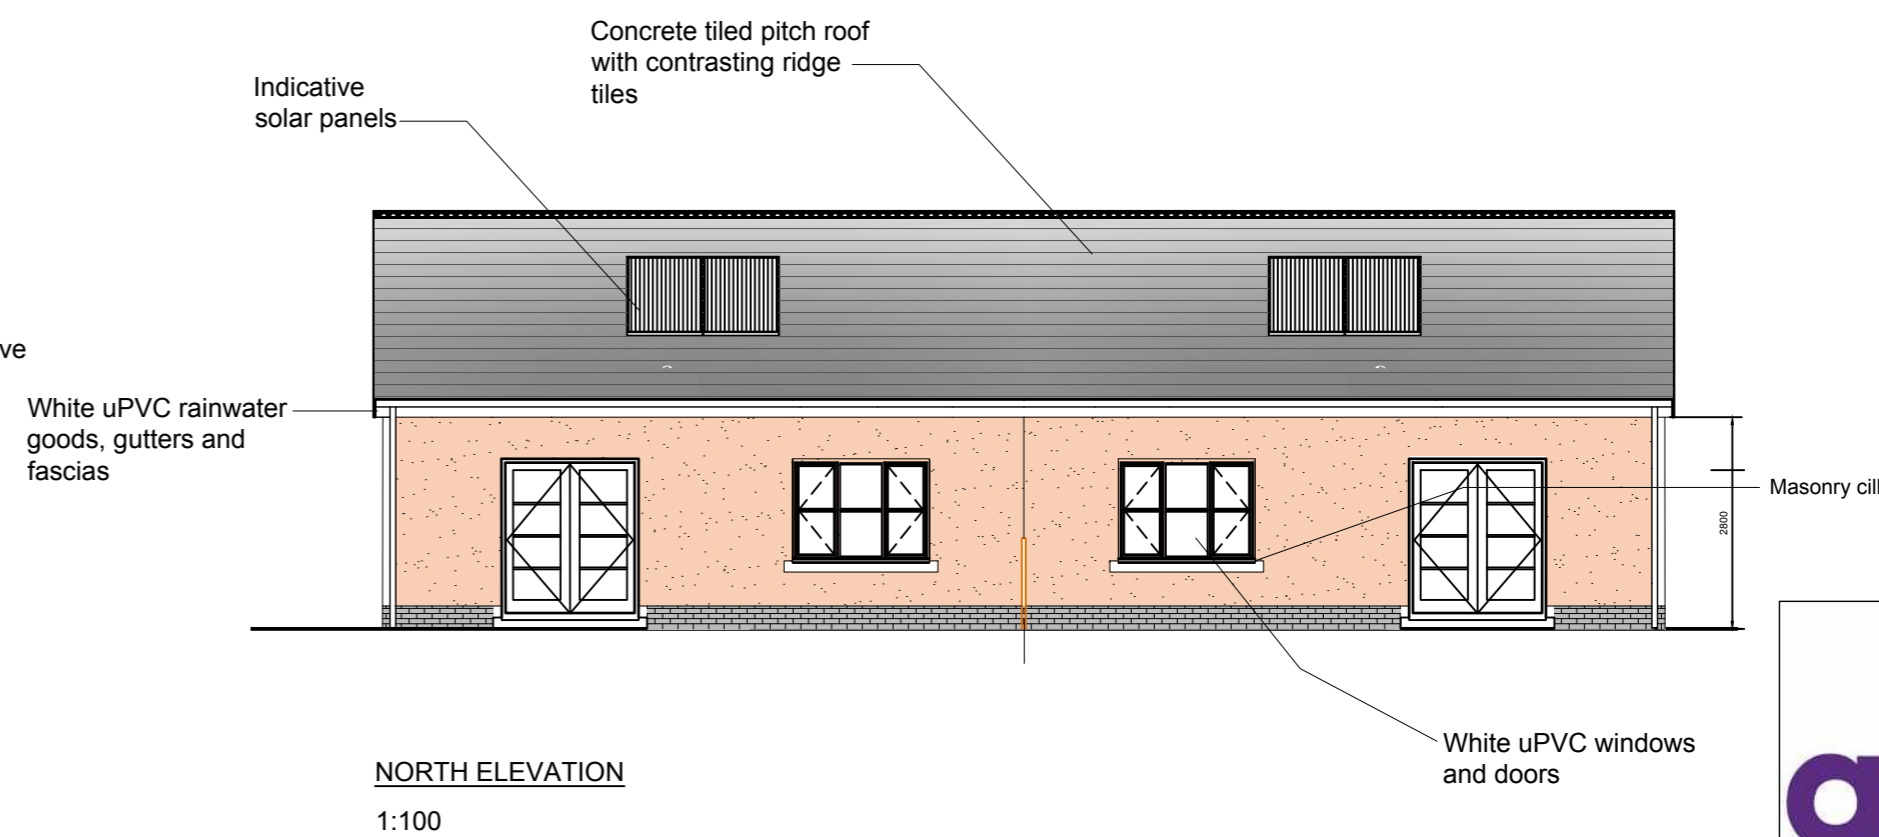 Concrete tiled pitch roof
with contrasting ridge
tiles
Indicative
solar panels
ve
White uPVC rainwater
goods, gutters and
fascias
Masonry cill
2800
White uPVC windows
and doors
NORTH ELEVATION
1:100